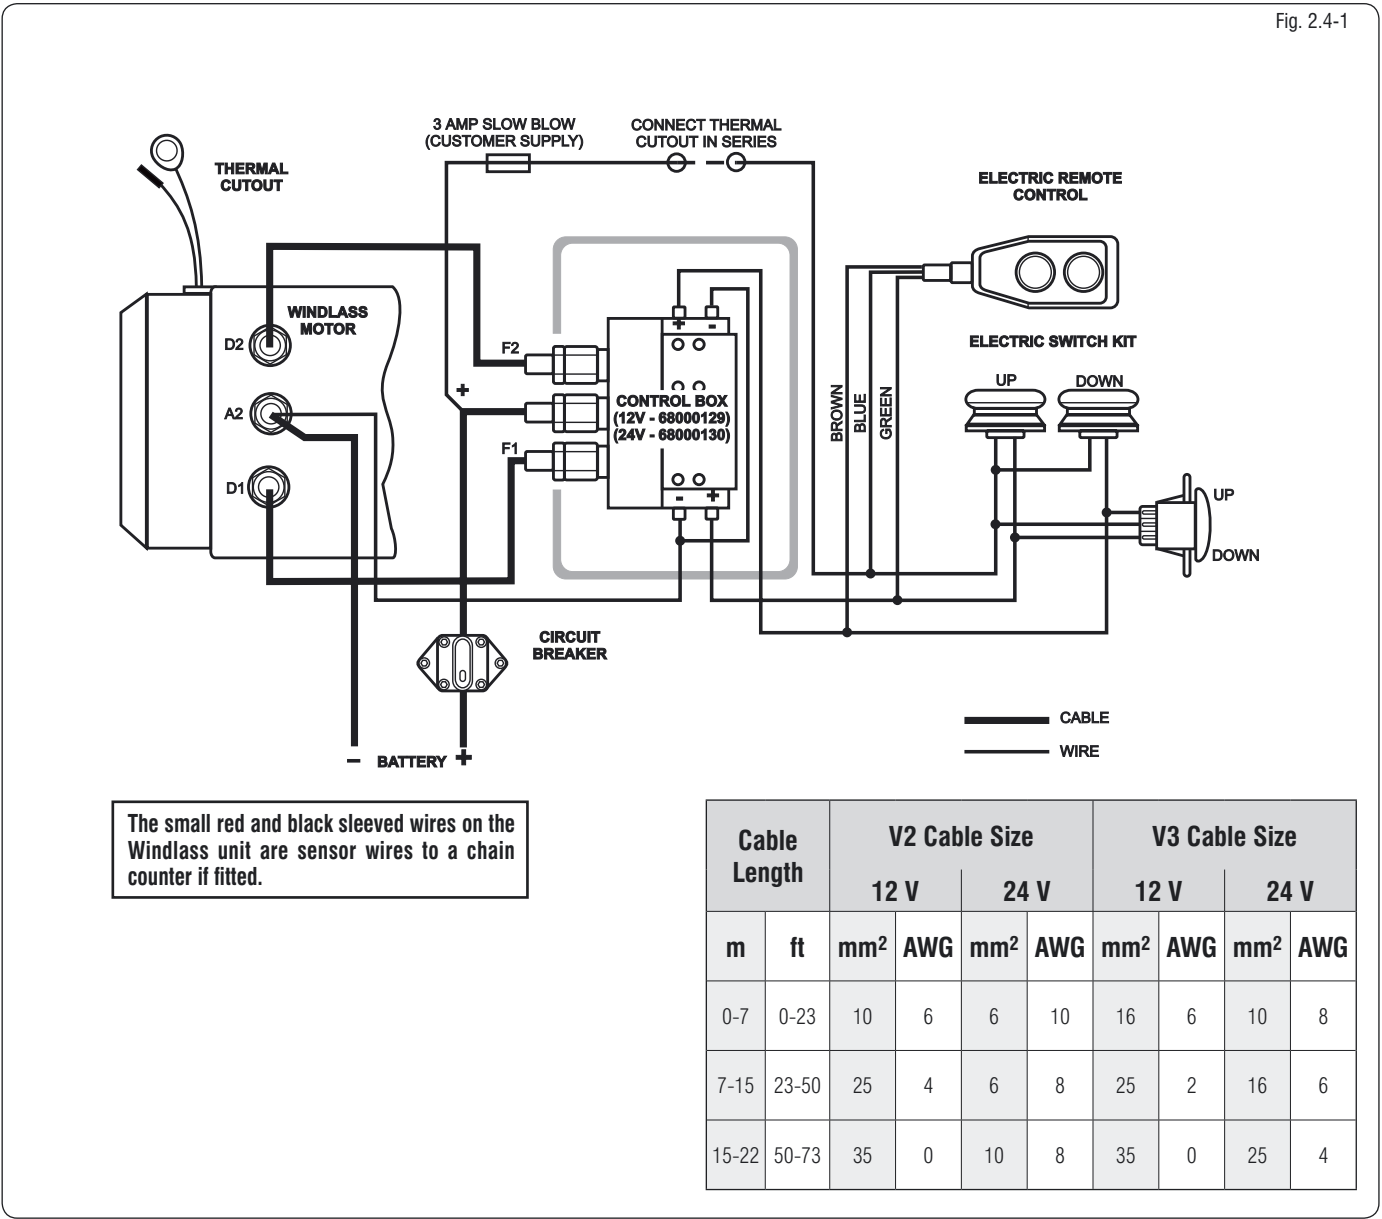 Fig. 2.4-1
3 AMP SLOW BLOW
(CUSTOMER SUPPLY)
CONNECT THERMAL
CUTOUT IN SERIES
THERMAL
CUTOUT
ELECTRIC REMOTE
CONTROL
WINDLASS
MOTOR
D2
A2
D1
F2
+
F1
+ -
CONTROL BOX
(12V - 68000129)
(24V - 68000130)
- +
BROWN
BLUE
GREEN
ELECTRIC SWITCH KIT
UP
DOWN
UP
DOWN
CIRCUIT
BREAKER
- BATTERY +
CABLE
WIRE
The small red and black sleeved wires on the
Windlass unit are sensor wires to a chain
counter if fitted.
Cable
Length
V2 Cable Size
V3 Cable Size
12 V 24 V 12 V 24 V
m ft mm² AWG mm² AWG mm² AWG mm² AWG
0-7 0-23 10 6 6 10 16 6 10 8
7-15 23-50 25 4 6 8 25 2 16 6
15-22 50-73 35 0 10 8 35 0 25 4